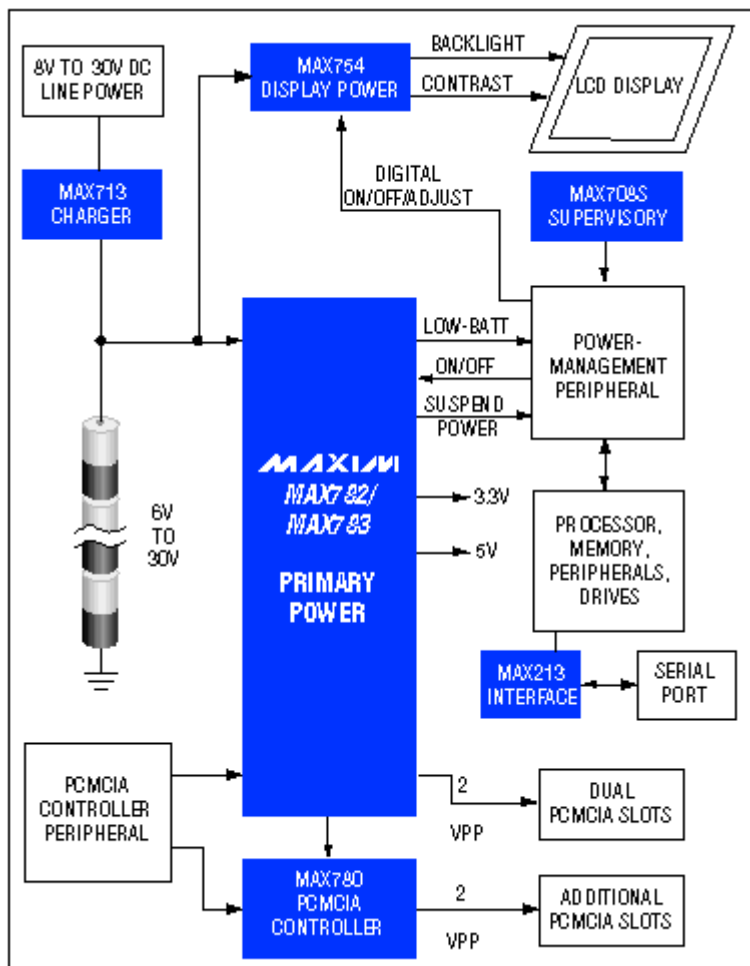 8V TO 30V DC
LINE POWER
MAX754
DISPLAY POWER
BACKLIGHT
CONTRAST
LCD DISPLAY
MAX713
CHARGER
DIGITAL
ON/OFF/ADJUST
MAX708S
SUPERVISORY
LOW-BATT
ON/OFF
SUSPEND
POWER
POWER-
MANAGEMENT
PERIPHERAL
6V
TO
30V
MAXIM
MAX782/
MAX783
PRIMARY
POWER
3.3V
5V
PROCESSOR,
MEMORY,
PERIPHERALS,
DRIVES
MAX213
INTERFACE
SERIAL
PORT
PCMCIA
CONTROLLER
PERIPHERAL
2
VPP
DUAL
PCMCIA SLOTS
MAX780
PCMCIA
CONTROLLER
2
VPP
ADDITIONAL
PCMCIA SLOTS